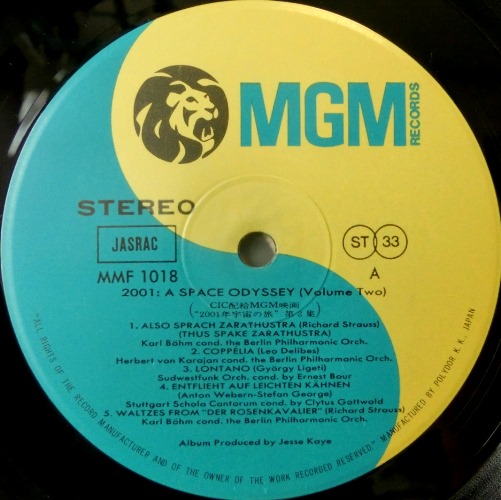 MGM
RECORDS
STEREO
JASRAC
ST 33
MMF 1018
A
2001: A SPACE ODYSSEY (Volume Two)
(CIC配給MGM映画
"2001年宇宙の旅" 第2集)
1. ALSO SPRACH ZARATHUSTRA (Richard Strauss)
(THUS SPAKE ZARATHUSTRA)
Karl Böhm cond. the Berlin Philharmonic Orch.
2. COPPÉLIA (Leo Delibes)
Herbert von Karajan cond. the Berlin Philharmonic Orch.
3. LONTANO (György Ligeti)
Sudwestfunk Orch. cond. by Ernest Bour
4. ENTFLIEHT AUF LEICHTEN KÄHNEN
(Anton Webern-Stefan George)
Stuttgart Schola Cantorum cond. by Clytus Gottwald
5. WALTZES FROM "DER ROSENKAVALIER" (Richard Strauss)
Karl Böhm cond. the Berlin Philharmonic Orch.
Album Produced by Jesse Kaye
"ALL RIGHTS OF THE RECORD MANUFACTURER AND OF THE OWNER OF THE WORK RECORDED RESERVED." MANUFACTURED BY POLYDOR K. K., JAPAN